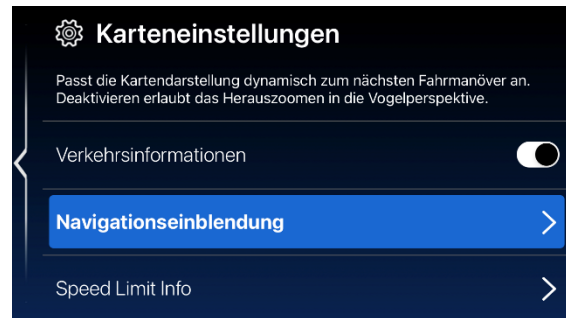 Karteneinstellungen
Passt die Kartendarstellung dynamisch zum nächsten Fahrmanöver an.
Deaktivieren erlaubt das Herauszoomen in die Vogelperspektive.
Verkehrsinformationen
Navigationseinblendung
Speed Limit Info